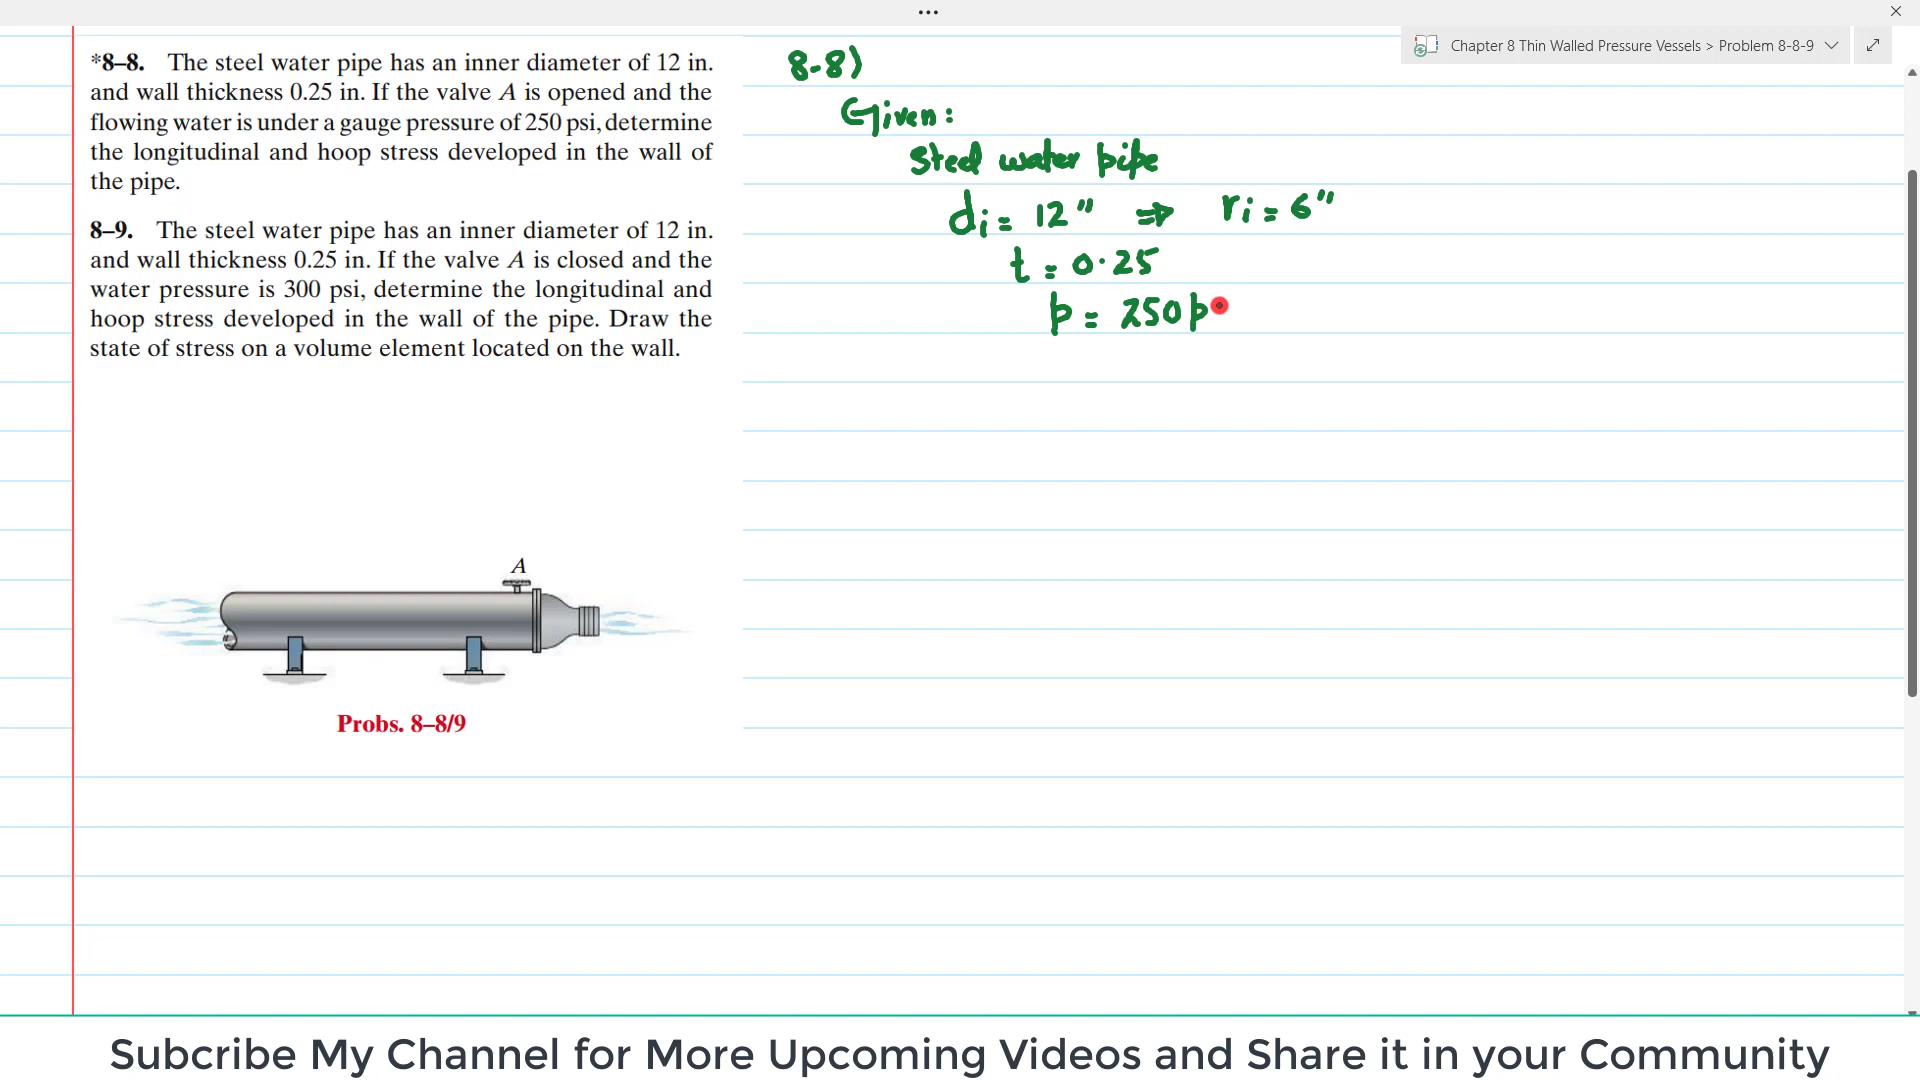 Chapter 8 Thin Walled Pressure Vessels > Problem 8-8-9
*8–8. The steel water pipe has an inner diameter of 12 in.
and wall thickness 0.25 in. If the valve A is opened and the
flowing water is under a gauge pressure of 250 psi, determine
the longitudinal and hoop stress developed in the wall of
the pipe.
8–9. The steel water pipe has an inner diameter of 12 in.
and wall thickness 0.25 in. If the valve A is closed and the
water pressure is 300 psi, determine the longitudinal and
hoop stress developed in the wall of the pipe. Draw the
state of stress on a volume element located on the wall.
A
Probs. 8–8/9
8-8)
Given:
Steel water pipe
di = 12" ⇒ ri = 6"
t = 0.25
p = 250 p
Subcribe My Channel for More Upcoming Videos and Share it in your Community